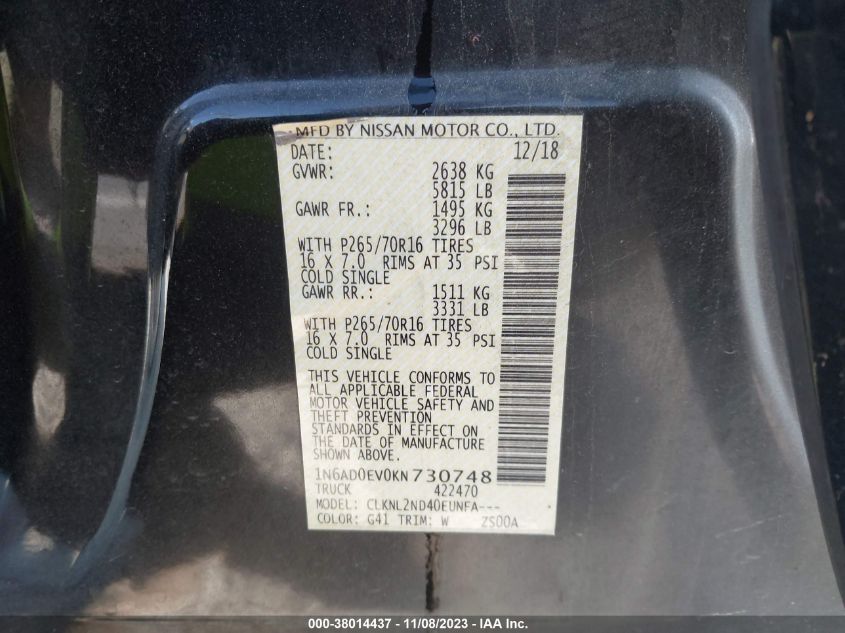 MFD BY NISSAN MOTOR CO., LTD.
DATE: 12/18
GVWR: 2638 KG
5815 LB
GAWR FR.: 1495 KG
3296 LB
WITH P265/70R16 TIRES
16 X 7.0 RIMS AT 35 PSI
COLD SINGLE
GAWR RR.: 1511 KG
3331 LB
WITH P265/70R16 TIRES
16 X 7.0 RIMS AT 35 PSI
COLD SINGLE
THIS VEHICLE CONFORMS TO
ALL APPLICABLE FEDERAL
MOTOR VEHICLE SAFETY AND
THEFT PREVENTION
STANDARDS IN EFFECT ON
THE DATE OF MANUFACTURE
SHOWN ABOVE.
1N6AD0EV0KN730748
TRUCK 422470
MODEL: CLKNL2ND40EUNEA---
COLOR: G41 TRIM: W ZS00A
000-38014437 - 11/08/2023 - IAA Inc.